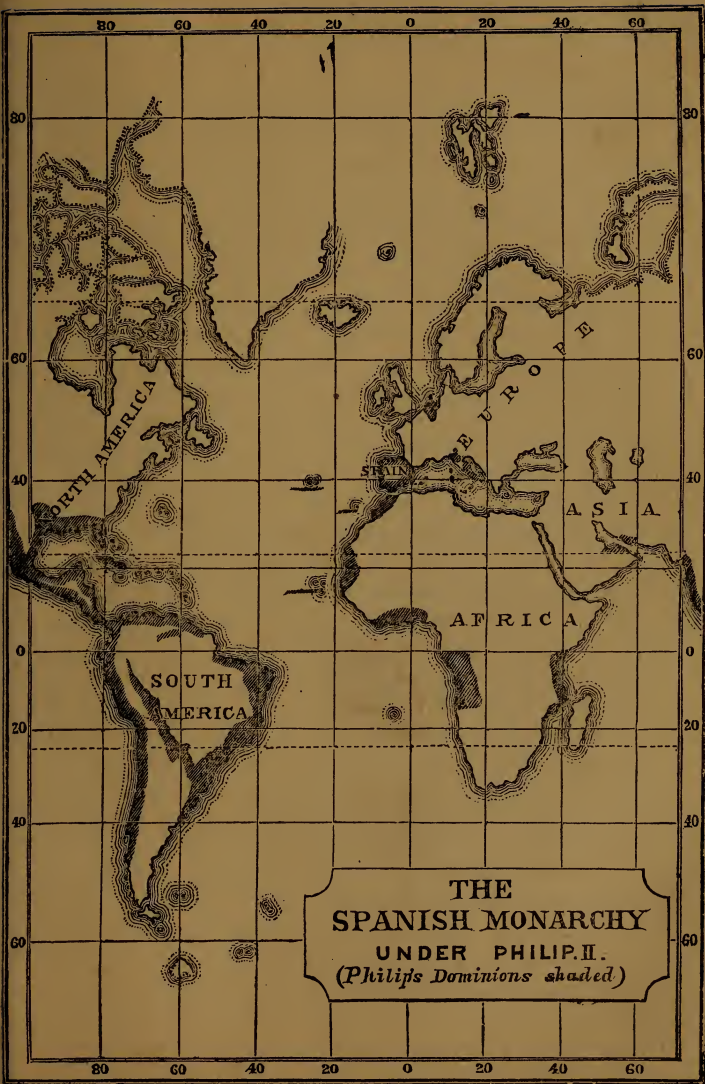 80 60 40 20 0 20 40 60
80 80
60 60
EUROPE
NORTH AMERICA
SPAIN
40 40
ASIA
AFRICA
0 0
SOUTH
AMERICA
20 20
40 40
THE
SPANISH MONARCHY
UNDER PHILIP.II.
(Philip's Dominions shaded)
60 60
80 60 40 20 0 20 40 60